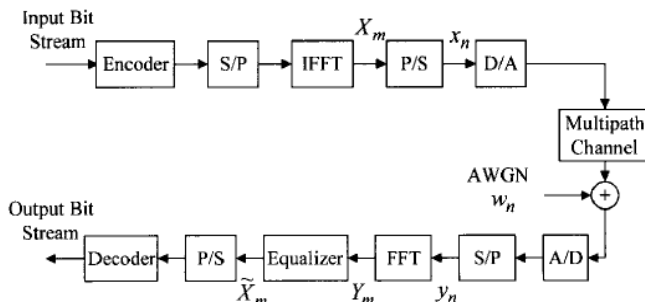 Input Bit
Stream
Encoder
S/P
IFFT
X_m
P/S
x_n
D/A
Multipath
Channel
AWGN
w_n
+
Output Bit
Stream
Decoder
P/S
X̃_m
Equalizer
Y_m
FFT
y_n
S/P
A/D